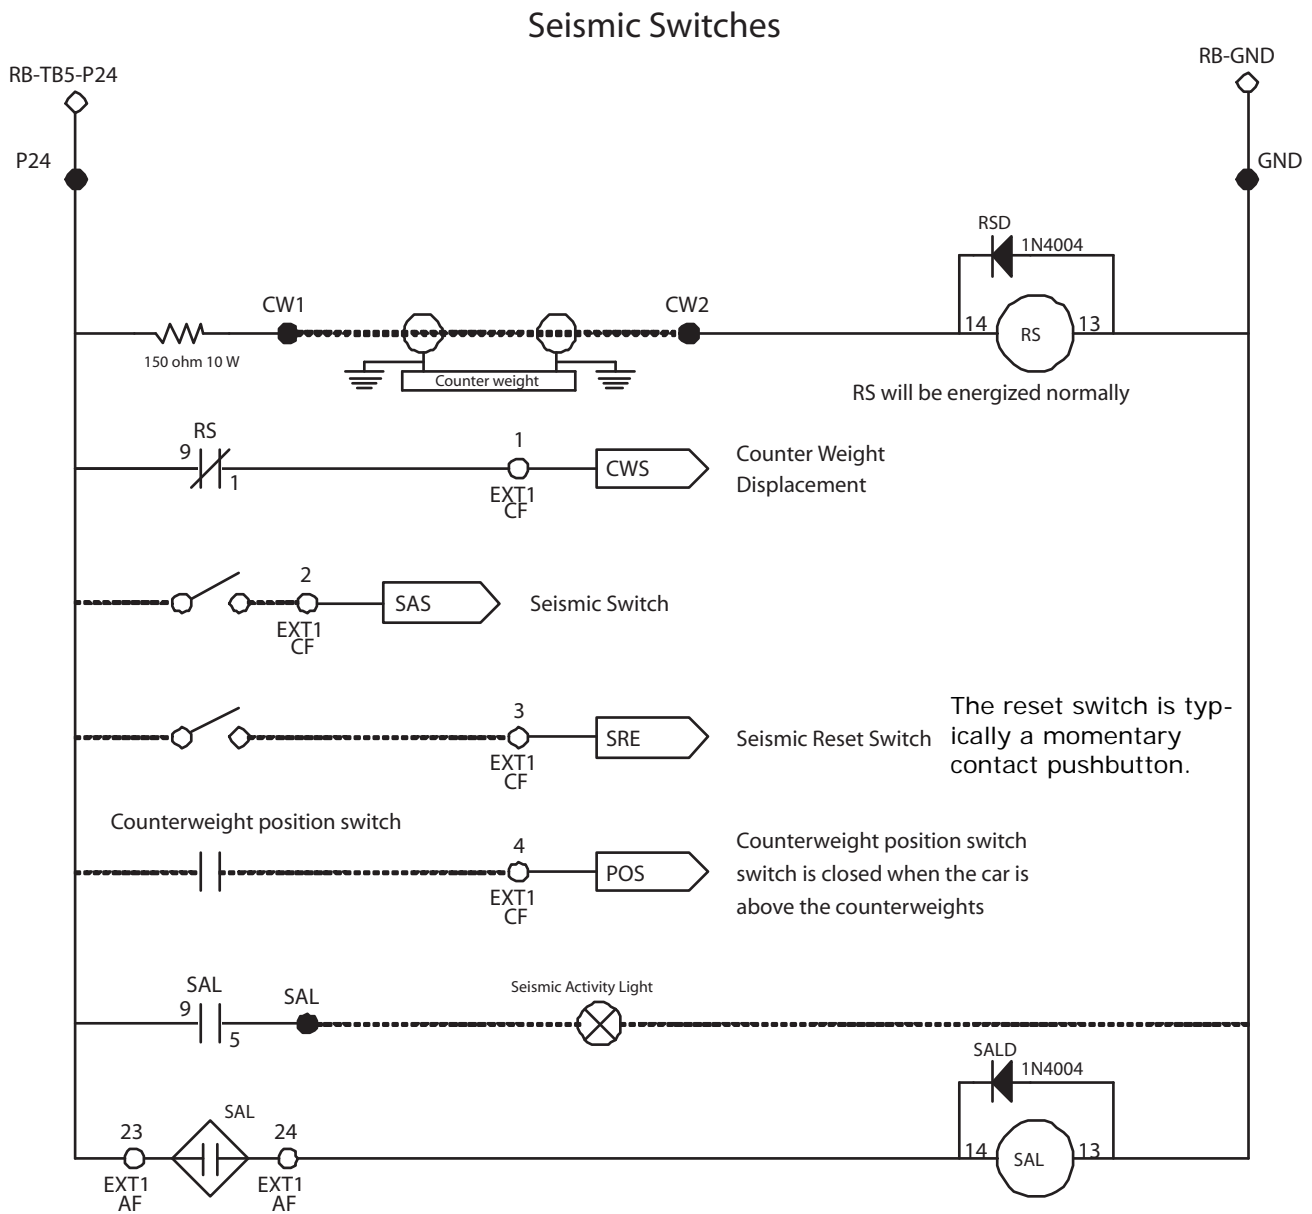 Seismic Switches
RB-TB5-P24
RB-GND
P24
GND
RSD
1N4004
CW1
CW2
14
RS
13
150 ohm 10 W
Counter weight
RS will be energized normally
RS
9
1
1
EXT1
CF
CWS
Counter Weight
Displacement
2
EXT1
CF
SAS
Seismic Switch
3
EXT1
CF
SRE
Seismic Reset Switch
The reset switch is typ-
ically a momentary
contact pushbutton.
Counterweight position switch
4
EXT1
CF
POS
Counterweight position switch
switch is closed when the car is
above the counterweights
SAL
9
5
SAL
Seismic Activity Light
SALD
1N4004
23
EXT1
AF
SAL
24
EXT1
AF
14
SAL
13